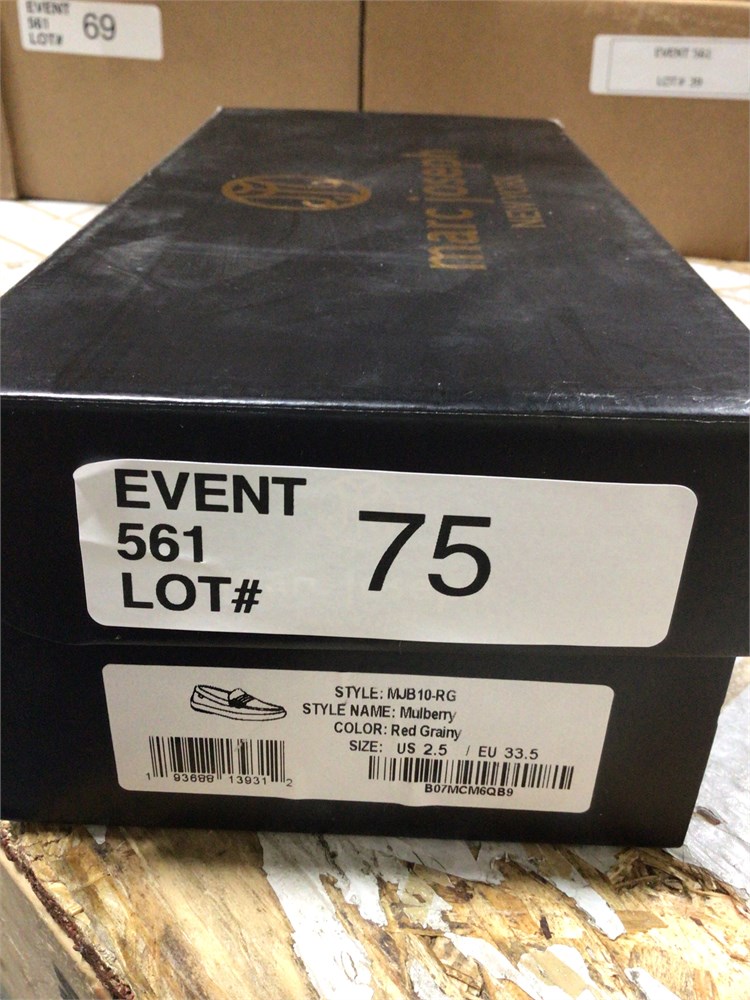 EVENT
561
LOT# 69
EVENT 562
LOT# 39
marc joseph
NEW YORK
EVENT
561
LOT#
75
STYLE: MJB10-RG
STYLE NAME: Mulberry
COLOR: Red Grainy
SIZE: US 2.5 / EU 33.5
1 93688 13931 2
B07MCM6QB9